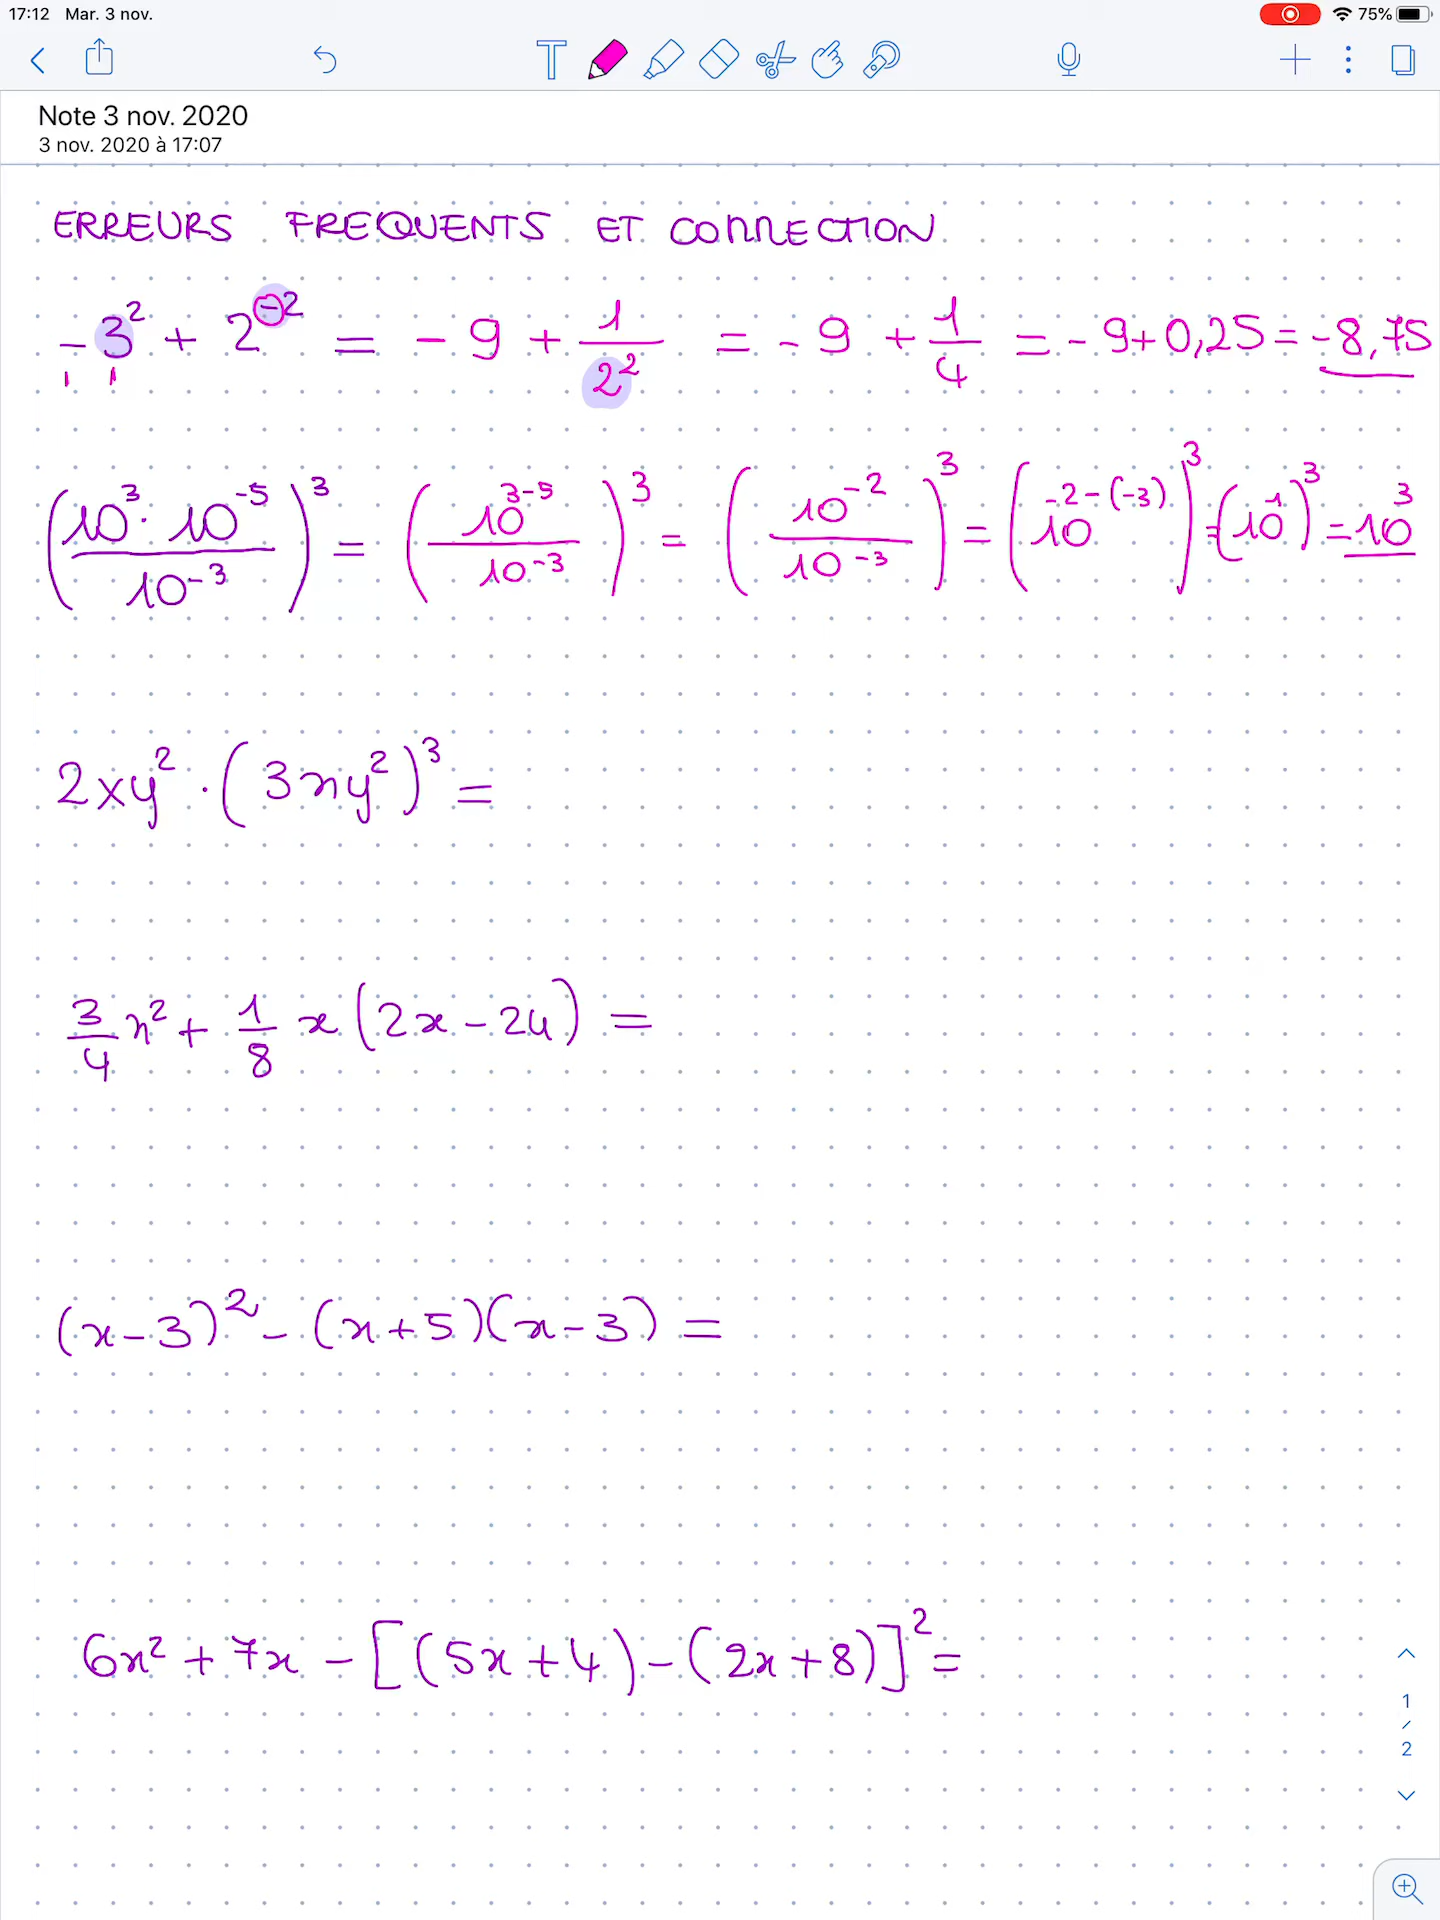 17:12 Mar. 3 nov. 75%
Note 3 nov. 2020
3 nov. 2020 à 17:07
ERREURS FREQUENTS ET CORRECTION
-3² + 2⁻² = -9 + 1/2² = -9 + 1/4 = -9+0,25 = -8,75
(10³·10⁻⁵/10⁻³)³ = (10³⁻⁵/10⁻³)³ = (10⁻²/10⁻³)³ = (10⁻²⁻⁽⁻³⁾)³ = (10¹)³ = 10³
2xy²·(3xy²)³ =
3/4 x² + 1/8 x(2x-24) =
(x-3)² - (x+5)(x-3) =
6x² + 7x - [(5x+4)-(2x+8)]² =
1
/
2